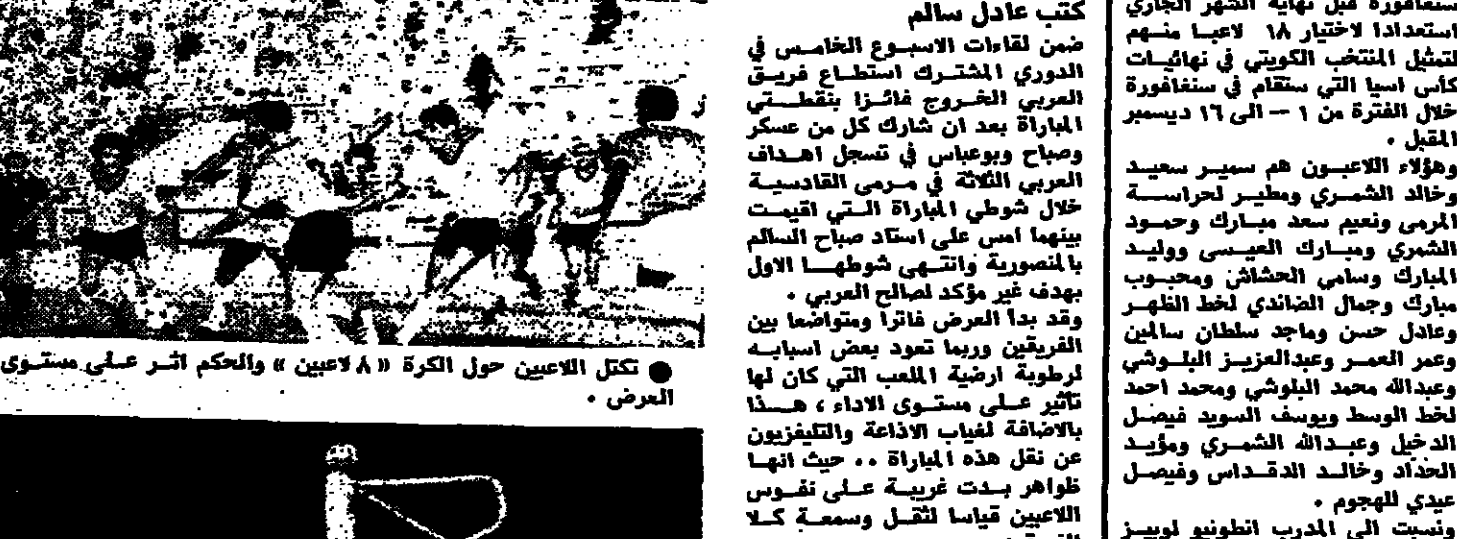 سنغافورة قبل نهاية الشهر الجاري
استعدادا لاختيار ١٨ لاعبا منهم
لتمثيل المنتخب الكويتي في نهائيات
كأس اسيا التي ستقام في سنغافورة
خلال الفترة من ١ -- الى ١٦ ديسمبر
المقبل .
وهؤلاء اللاعبون هم سمير سعيد
وخالد الشمري ومطير لحراسة
المرمى ونعيم سعد مبارك وحمود
الشمري ومبارك العيسى ووليد
المبارك وسامي الحشاش ومحبوب
مبارك وجمال الضائدي لخط الظهر
وعادل حسن وماجد سلطان سالمين
وعمر العمر وعبدالعزيز البلوشي
وعبدالله محمد البلوشي ومحمد احمد
لخط الوسط ويوسف السويد فيصل
الدخيل وعبدالله الشمري ومؤيد
الحداد وخالد الدقداس وفيصل
عيدي للهجوم .
ونسبت الى المدرب انطونيو لوبيز
كتب عادل سالم
ضمن لقاءات الاسبوع الخامس في
الدوري المشترك استطاع فريق
العربي الخروج فائزا بنقطتي
المباراة بعد ان شارك كل من عسكر
وصباح وبوعباس في تسجل اهداف
العربي الثلاثة في مرمى القادسية
خلال شوطي المباراة التي اقيمت
بينهما امس على استاد صباح السالم
بالمنصورية وانتهى شوطها الاول
بهدف غير مؤكد لصالح العربي .
وقد بدأ العرض فاترا ومتواضعا بين
الفريقين وربما تعود بعض اسبابه
لرطوبة ارضية الملعب التي كان لها
تأثير على مستوى الاداء ، هذا
بالاضافة لغياب الاذاعة والتليفزيون
عن نقل هذه المباراة .. حيث انها
ظواهر بدت غريبة على نفوس
اللاعبين قياسا لثقل وسمعة كلا
● تكتل اللاعبين حول الكرة « ٨ لاعبين » والحكم اثر على مستوى
العرض .